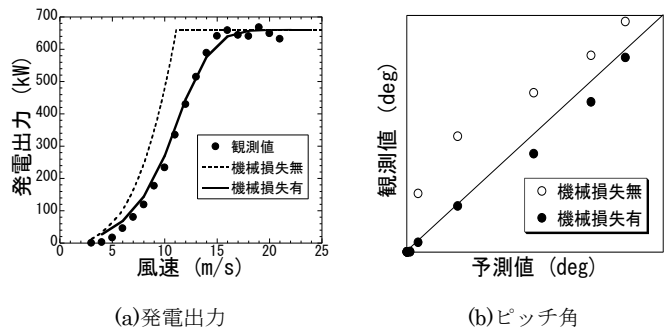 700
600
500
400
300
200
100
0
発電出力 (kW)
観測値
機械損失無
機械損失有
0 5 10 15 20 25
風速 (m/s)
(a)発電出力
観測値 (deg)
機械損失無
機械損失有
予測値 (deg)
(b)ピッチ角